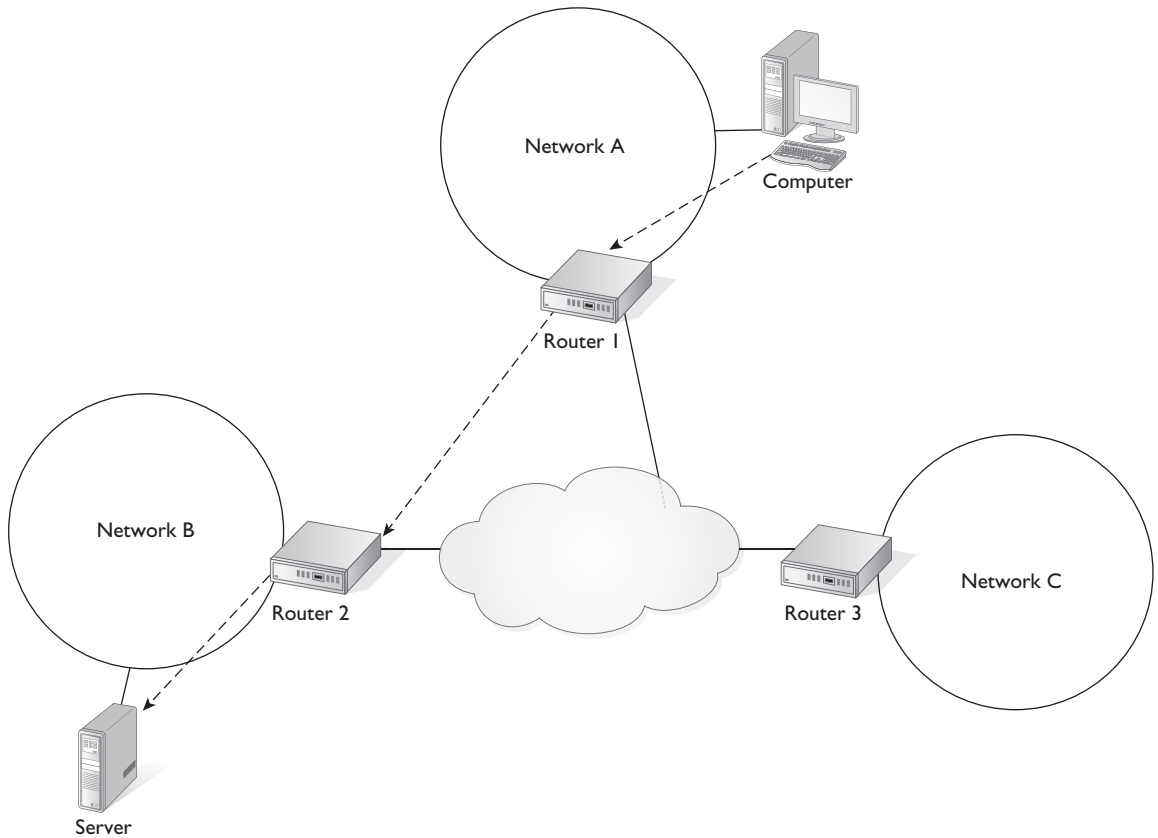 Network A
Computer
Router 1
Network B
Router 2
Router 3
Network C
Server